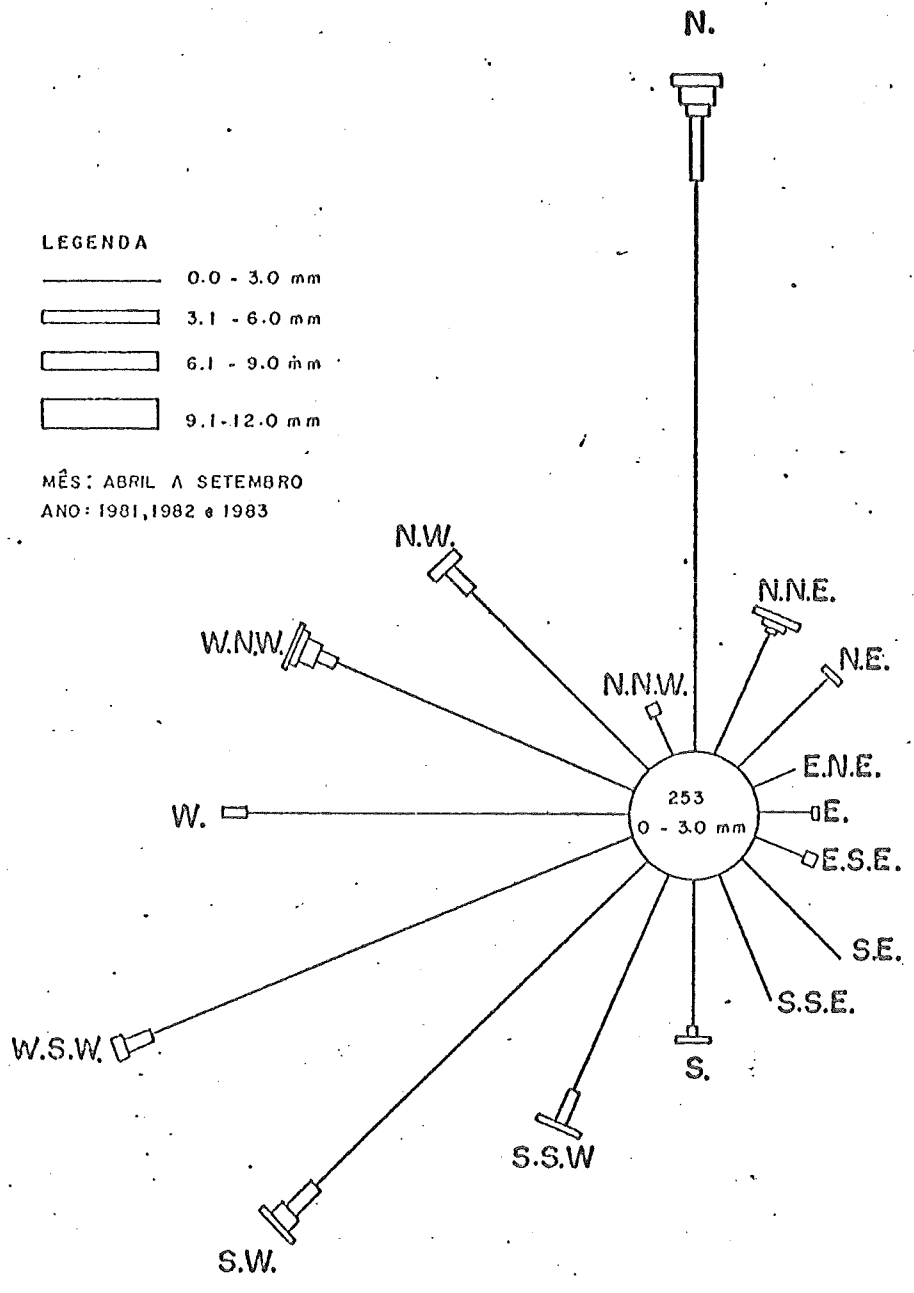 N.
LEGENDA
0.0 - 3.0 mm
3.1 - 6.0 mm
6.1 - 9.0 mm
9.1-12.0 mm
MÊS: ABRIL A SETEMBRO
ANO: 1981,1982 e 1983
N.W.
N.N.E.
W.N.W.
N.E.
N.N.W.
E.N.E.
253
W.
E.
0 - 3.0 mm
E.S.E.
S.E.
S.S.E.
W.S.W.
S.
S.S.W
S.W.